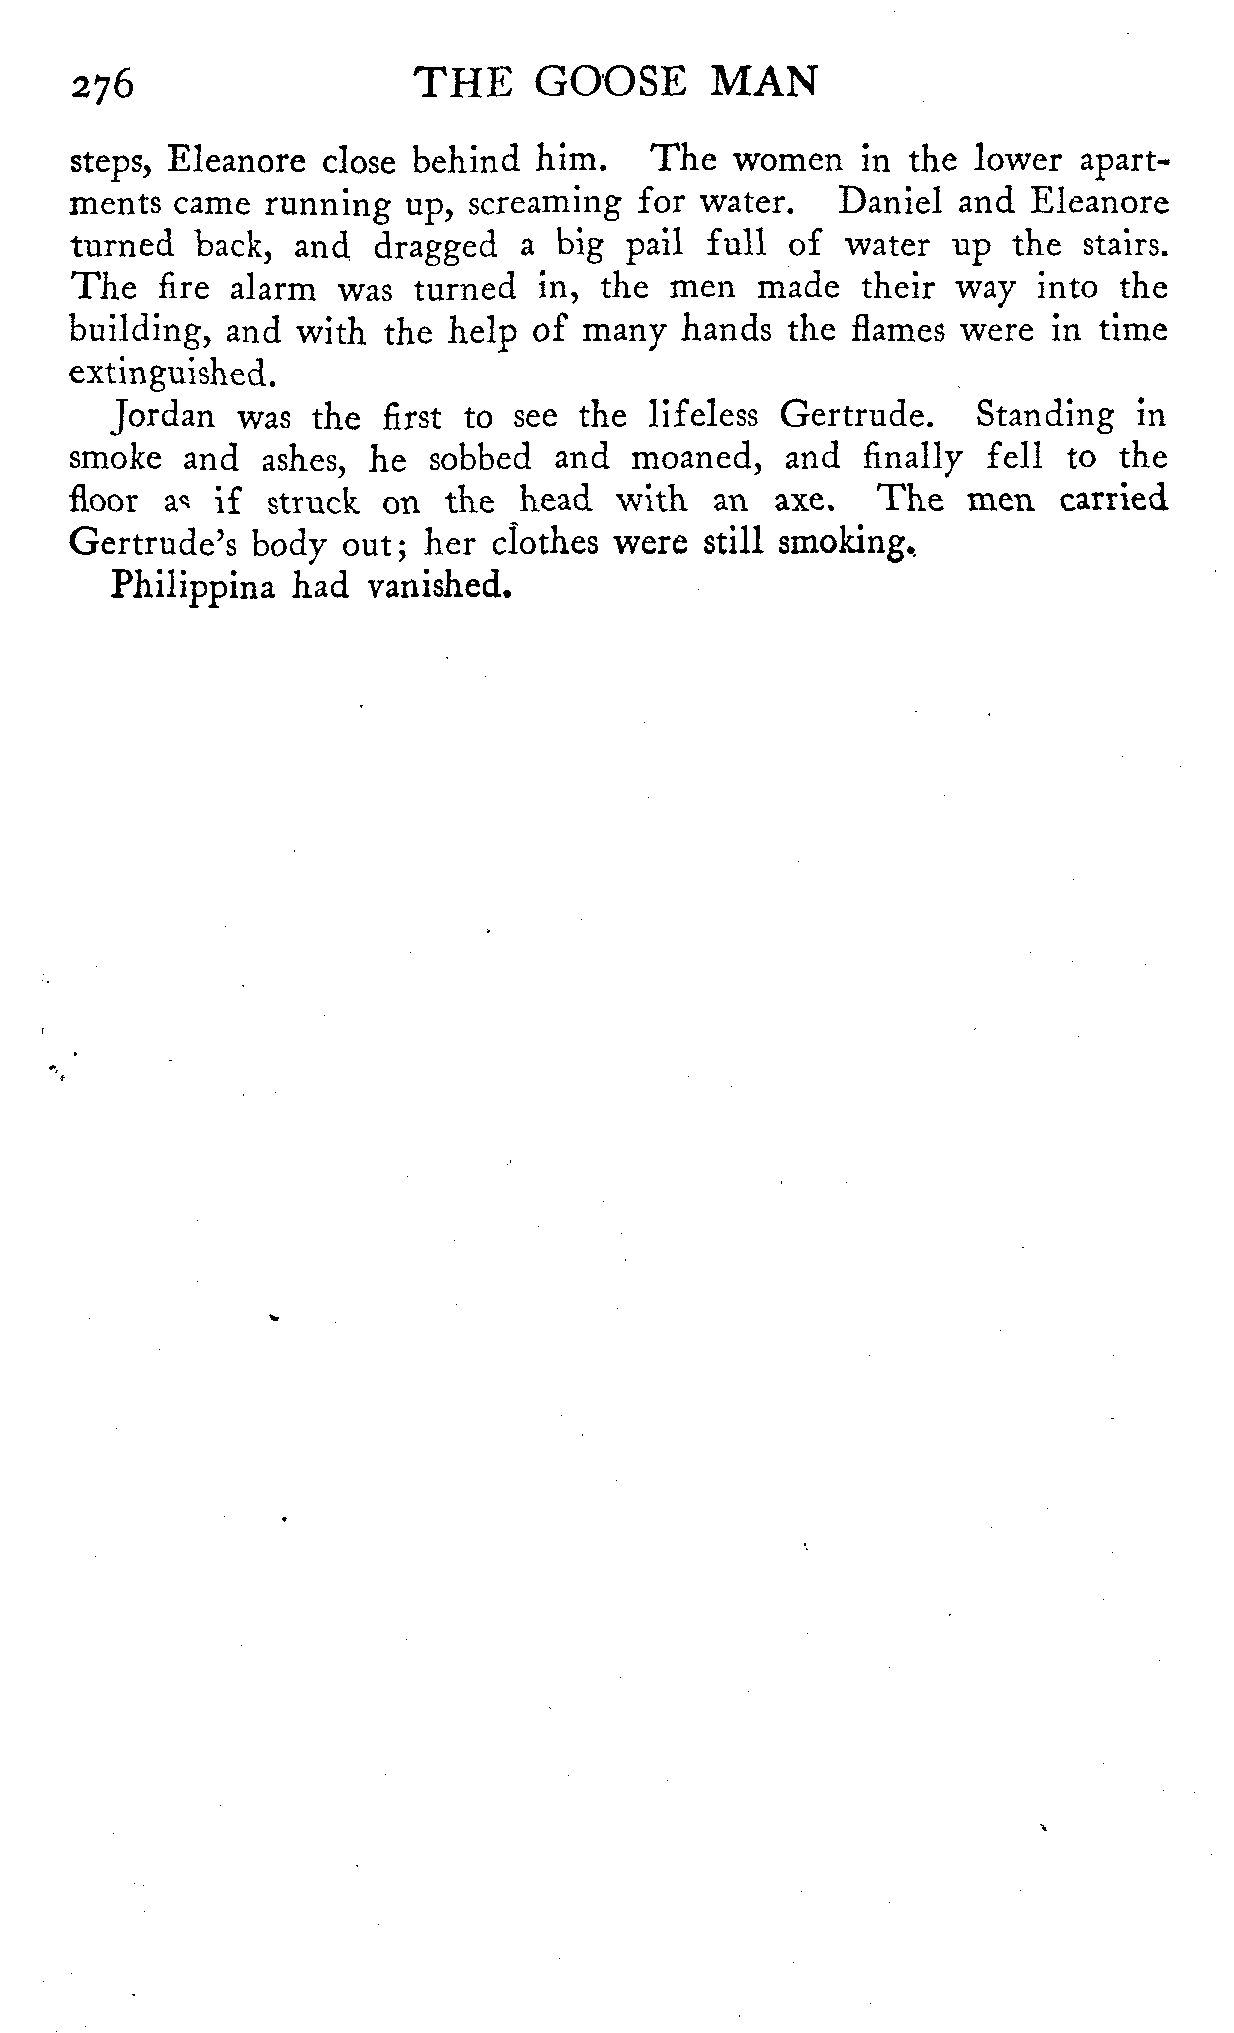 276 THE GOOSE MAN
steps, Eleanore close behind him. The women in the lower apart-
ments came running up, screaming for water. Daniel and Eleanore
turned back, and dragged a big pail full of water up the stairs.
The fire alarm was turned in, the men made their way into the
building, and with the help of many hands the flames were in time
extinguished.
Jordan was the first to see the lifeless Gertrude. Standing in
smoke and ashes, he sobbed and moaned, and finally fell to the
floor as if struck on the head with an axe. The men carried
Gertrude's body out; her clothes were still smoking.
Philippina had vanished.